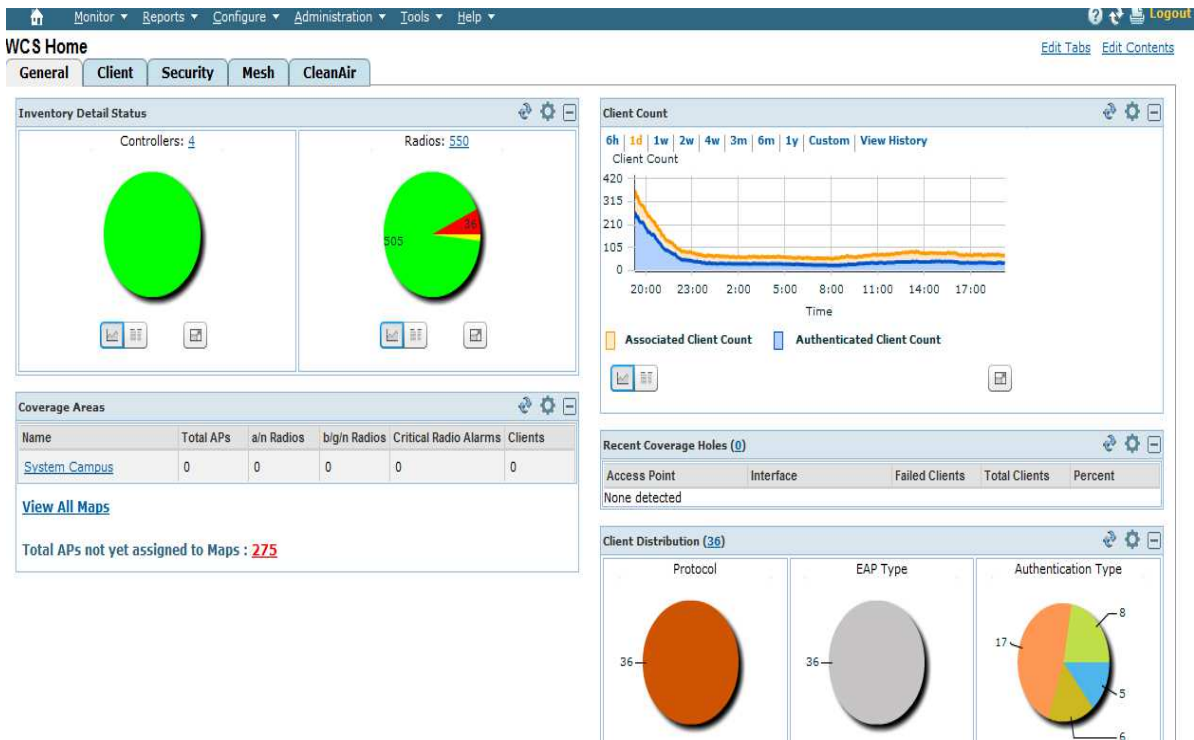 Monitor Reports Configure Administration Tools Help
Logout
WCS Home
Edit Tabs Edit Contents
General Client Security Mesh CleanAir
Inventory Detail Status
Controllers: 4
Radios: 550
505
36
Coverage Areas
Name Total APs a/n Radios b/g/n Radios Critical Radio Alarms Clients
System Campus 0 0 0 0 0
View All Maps
Total APs not yet assigned to Maps : 275
Client Count
6h | 1d | 1w | 2w | 4w | 3m | 6m | 1y | Custom | View History
Client Count
420
315
210
105
0
20:00 23:00 2:00 5:00 8:00 11:00 14:00 17:00
Time
Associated Client Count Authenticated Client Count
Recent Coverage Holes (0)
Access Point Interface Failed Clients Total Clients Percent
None detected
Client Distribution (36)
Protocol EAP Type Authentication Type
36
36
8
17
5
6